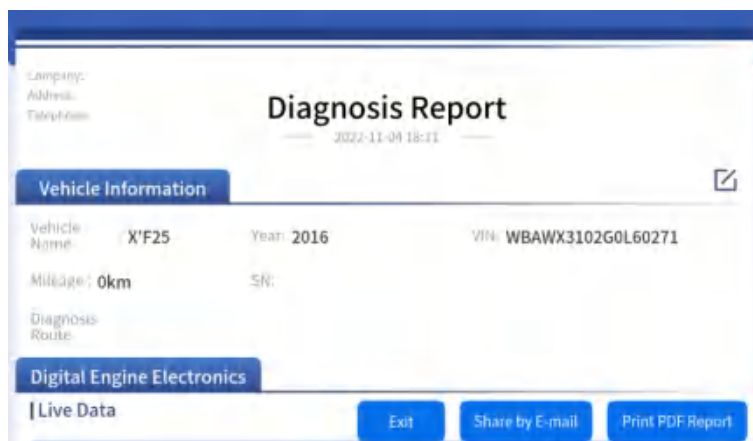 Company:
Address:
Telephone:
Diagnosis Report
2022-11-04 18:21
Vehicle Information
Vehicle Name X'F25 Year: 2016 VIN: WBAWX3102G0L60271
Mileage : 0km SN:
Diagnosis Route
Digital Engine Electronics
Live Data
Exit Share by E-mail Print PDF Report